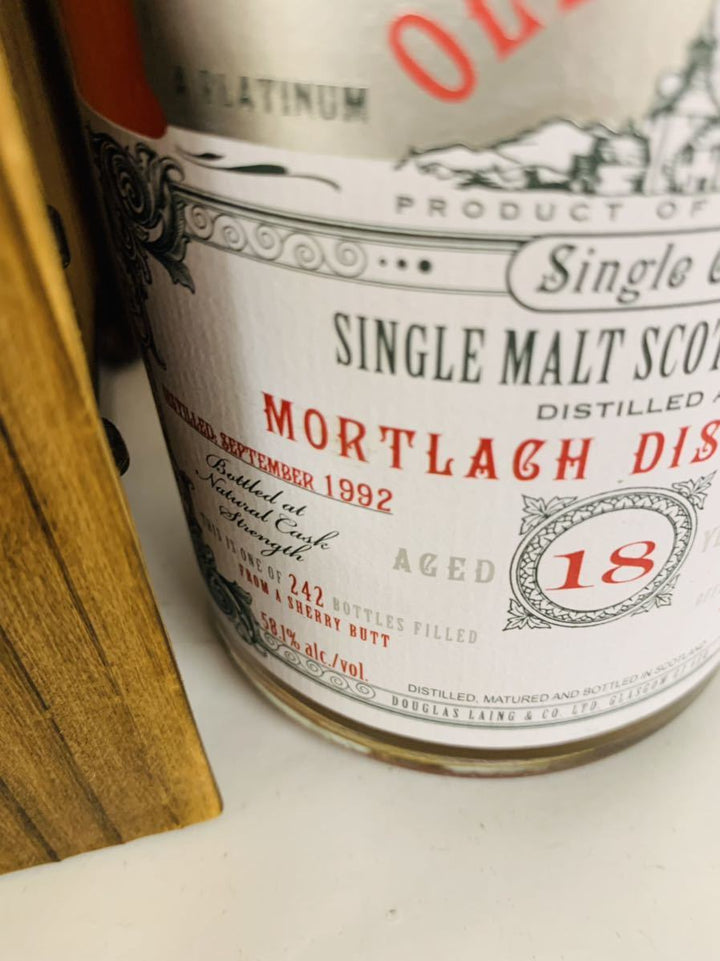 OL
A PLATINUM
PRODUCT OF
Single
SINGLE MALT SCOT
DISTILLED A
MORTLACH DIS
DISTILLED: SEPTEMBER 1992
Bottled at
Natural Cask
Strength
AGED 18 YE
THIS IS ONE OF 242 BOTTLES FILLED
FROM A SHERRY BUTT
58.1% alc./vol.
DISTILLED, MATURED AND BOTTLED IN SCOTLAND
DOUGLAS LAING & CO. LTD. GLASGOW